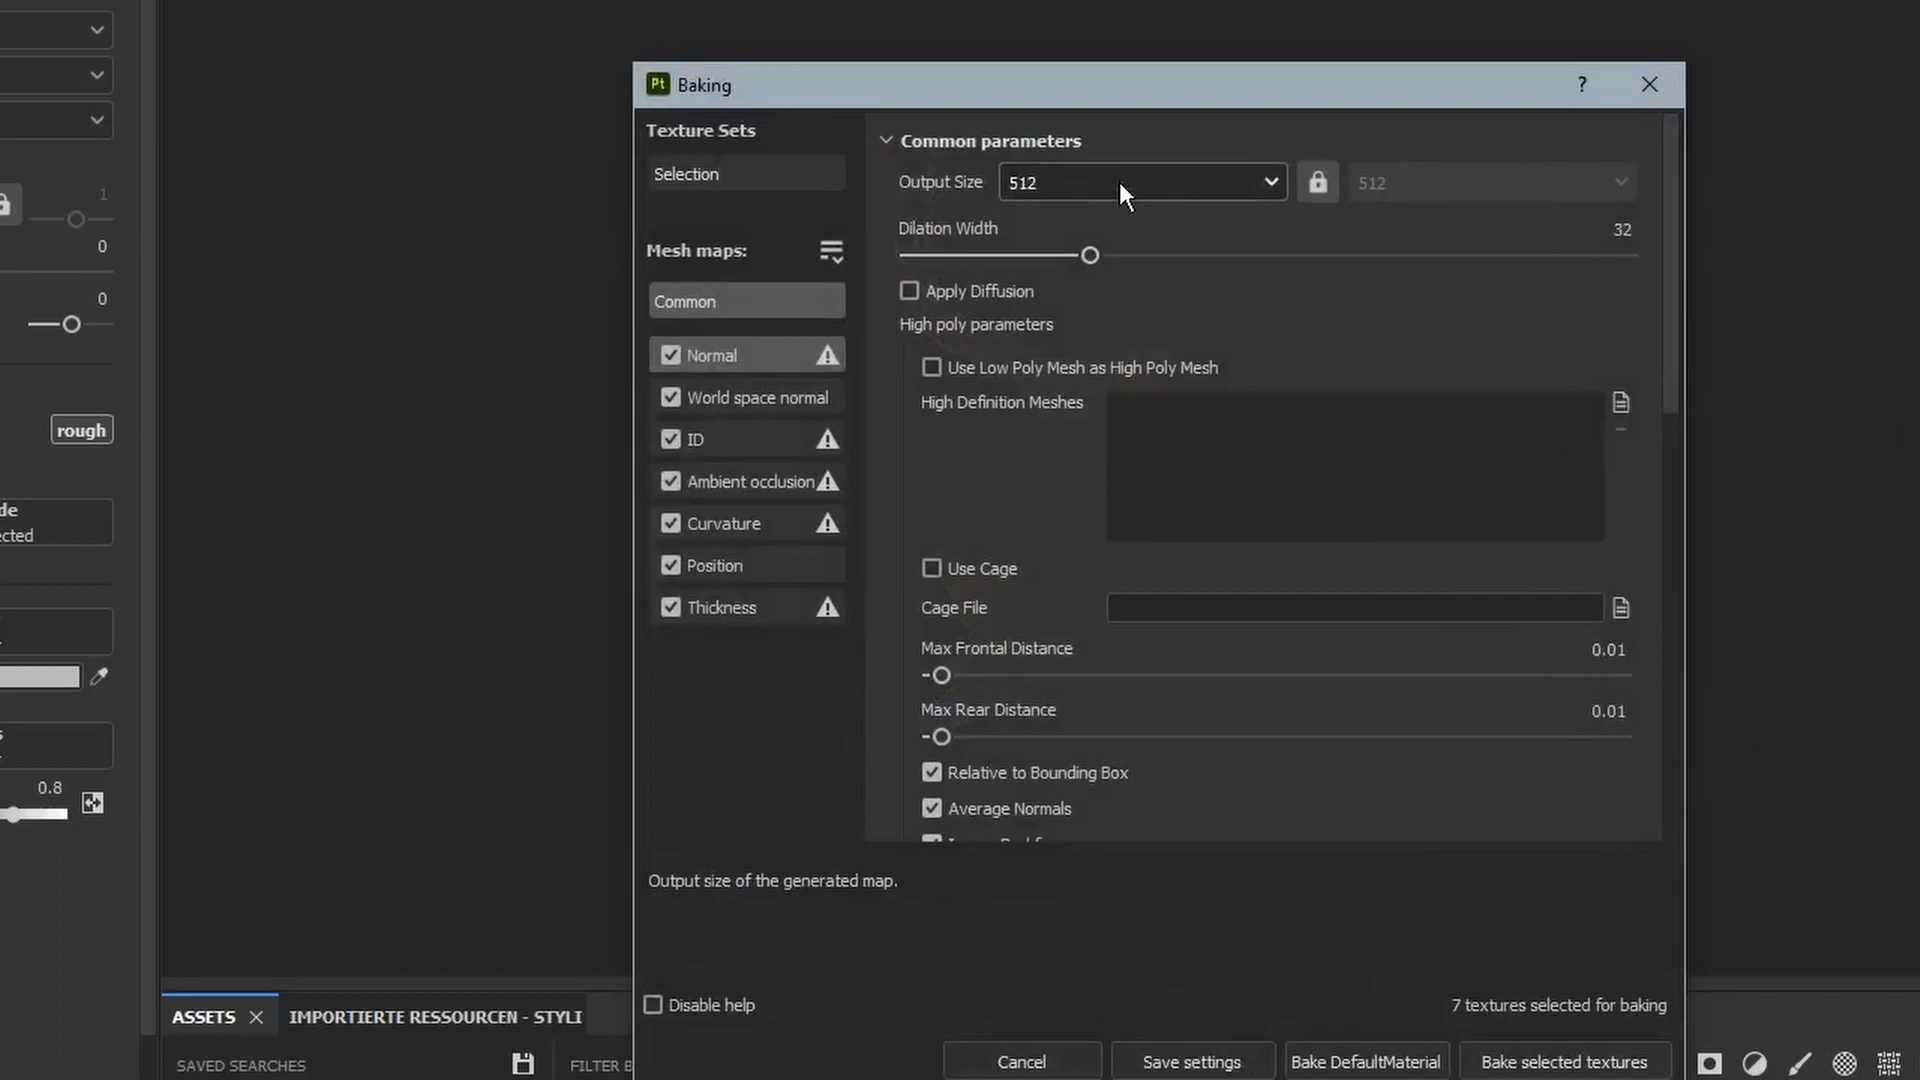 Pt Baking ?
Texture Sets
Common parameters
Selection
Output Size 512 512
Dilation Width 32
Mesh maps:
Apply Diffusion
Common
High poly parameters
Normal
Use Low Poly Mesh as High Poly Mesh
World space normal
High Definition Meshes
ID
Ambient occlusion
Curvature
Position
Use Cage
Thickness
Cage File
Max Frontal Distance 0.01
Max Rear Distance 0.01
Relative to Bounding Box
Average Normals
Output size of the generated map.
Disable help
7 textures selected for baking
Cancel Save settings Bake DefaultMaterial Bake selected textures
1
0
0
rough
de
ected
0.8
ASSETS IMPORTIERTE RESSOURCEN - STYLI
SAVED SEARCHES FILTER B